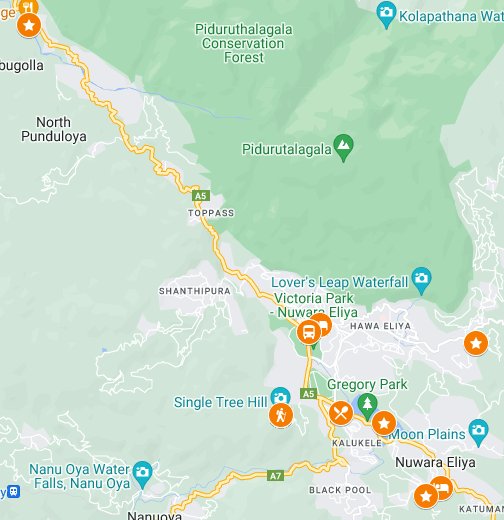 ge
Kolapathana Wat
Piduruthalagala
Conservation
Forest
bugolla
North
Punduloya
Pidurutalagala
A5
TOPPASS
Lover's Leap Waterfall
SHANTHIPURA
Victoria Park
- Nuwara Eliya
HAWA ELIYA
Gregory Park
A5
Single Tree Hill
Moon Plains
KALUKELE
Nuwara Eliya
Nanu Oya Water
Falls, Nanu Oya
A7
BLACK POOL
y
KATUMA
Nanuoya